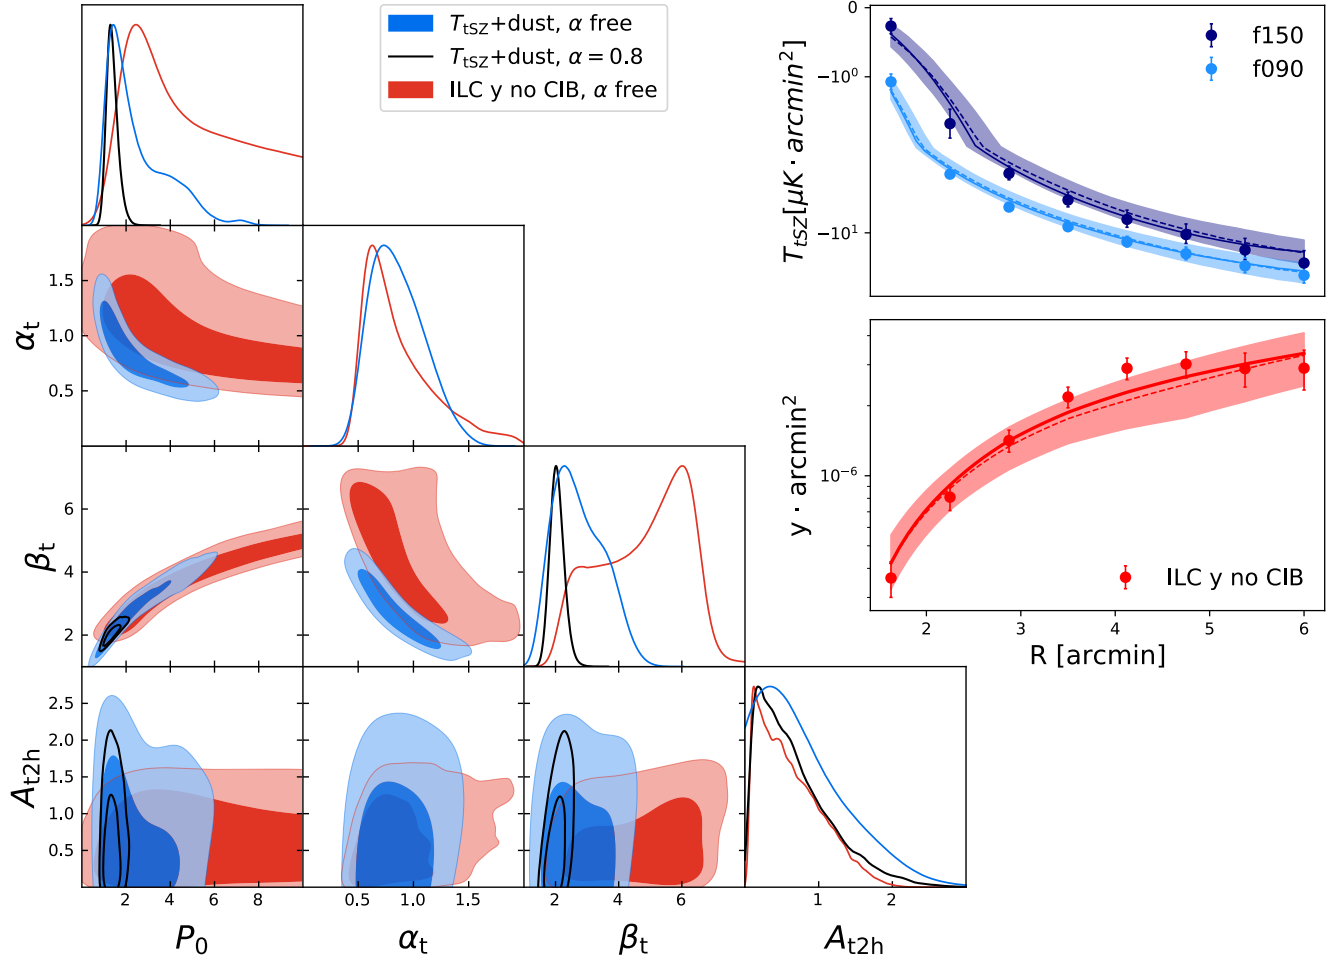 T_tSZ+dust, α free
T_tSZ+dust, α = 0.8
ILC y no CIB, α free
α_t
1.5
1.0
0.5
β_t
6
4
2
A_t2h
2.5
2.0
1.5
1.0
0.5
2 4 6 8
0.5 1.0 1.5
2 4 6
1 2
P_0
α_t
β_t
A_t2h
T_tSZ[μK · arcmin²]
0
−10⁰
−10¹
f150
f090
y · arcmin²
10⁻⁶
ILC y no CIB
2 3 4 5 6
R [arcmin]